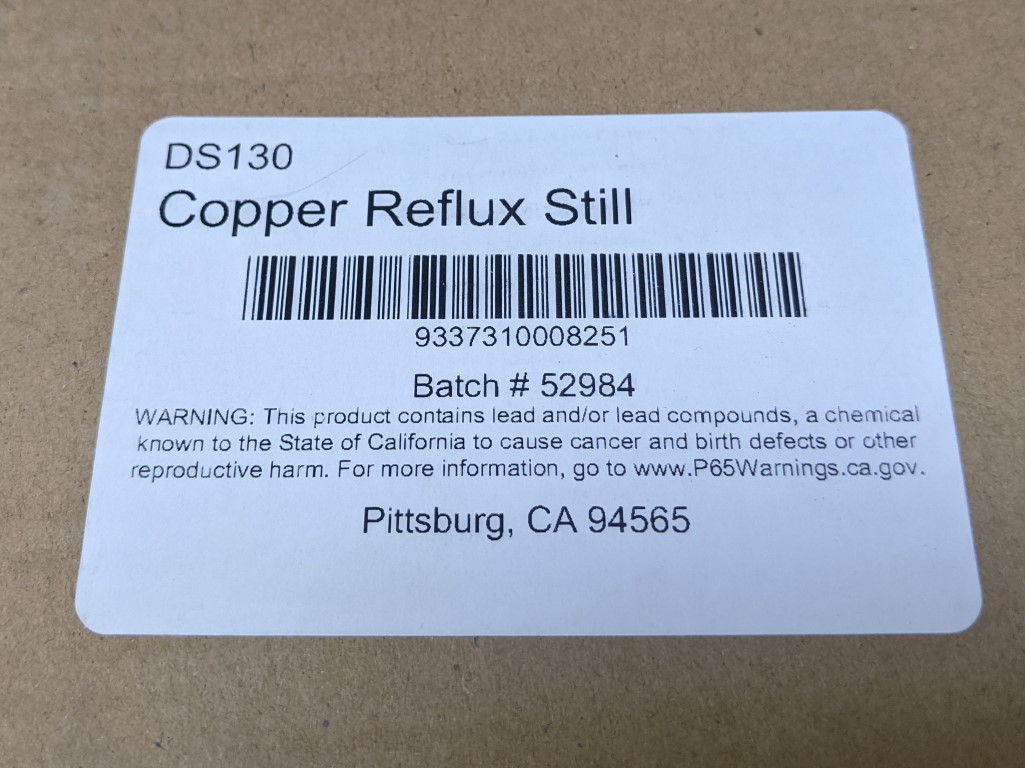 DS130
Copper Reflux Still
9337310008251
Batch # 52984
WARNING: This product contains lead and/or lead compounds, a chemical
known to the State of California to cause cancer and birth defects or other
reproductive harm. For more information, go to www.P65Warnings.ca.gov.
Pittsburg, CA 94565